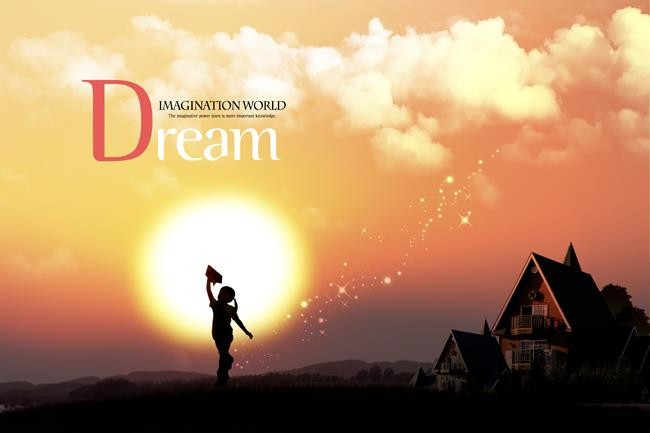 IMAGINATION WORLD
The imaginative power more is more important knowledge.
Dream